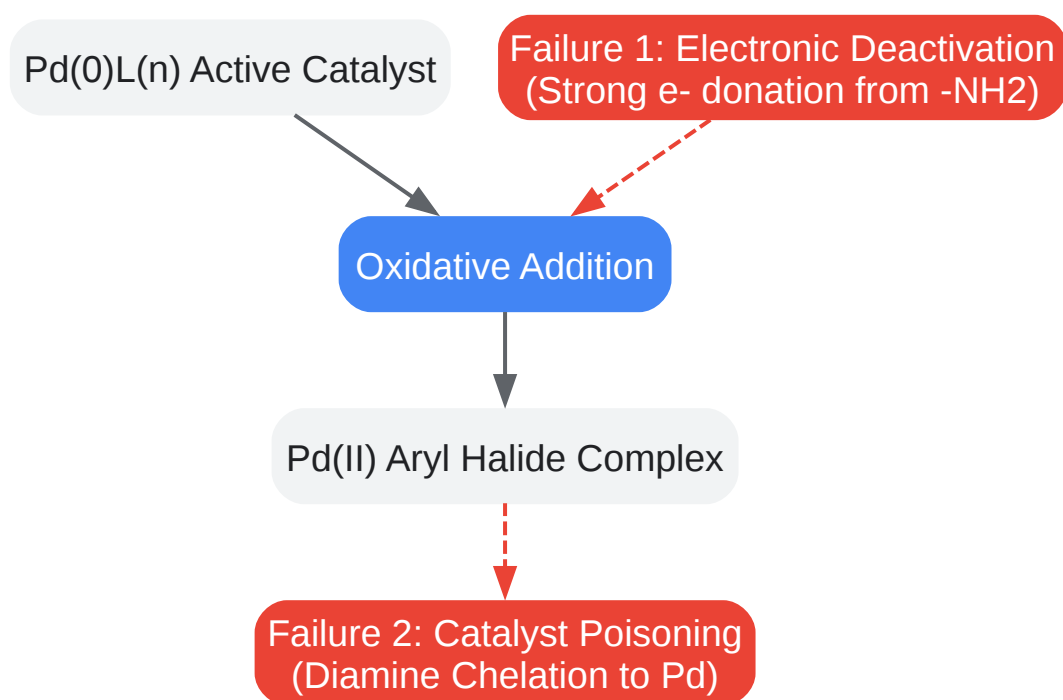 Pd(0)L(n) Active Catalyst
Failure 1: Electronic Deactivation
(Strong e- donation from -NH2)
Oxidative Addition
Pd(II) Aryl Halide Complex
Failure 2: Catalyst Poisoning
(Diamine Chelation to Pd)